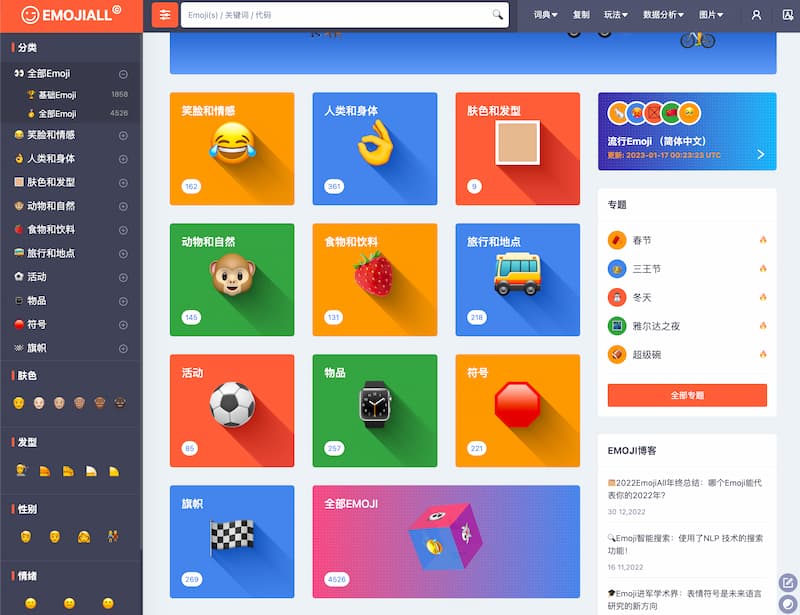 EMOJIALL
Emoji(s) / 关键词 / 代码
词典 复制 玩法 数据分析 图片
分类
全部Emoji
基础Emoji 1858
全部Emoji 4526
笑脸和情感
人类和身体
肤色和发型
动物和自然
食物和饮料
旅行和地点
活动
物品
符号
旗帜
肤色
发型
性别
情绪
笑脸和情感
162
人类和身体
361
肤色和发型
9
动物和自然
145
食物和饮料
131
旅行和地点
218
活动
85
物品
257
符号
221
旗帜
269
全部EMOJI
4526
流行Emoji （简体中文）
更新: 2023-01-17 00:23:23 UTC
专题
春节
三王节
冬天
雅尔达之夜
超级碗
全部专题
EMOJI博客
2022EmojiAll年终总结：哪个Emoji能代
表你的2022年?
30 12,2022
Emoji智能搜索：使用了NLP 技术的搜索
功能！
16 11,2022
Emoji进军学术界：表情符号是未来语言
研究的新方向